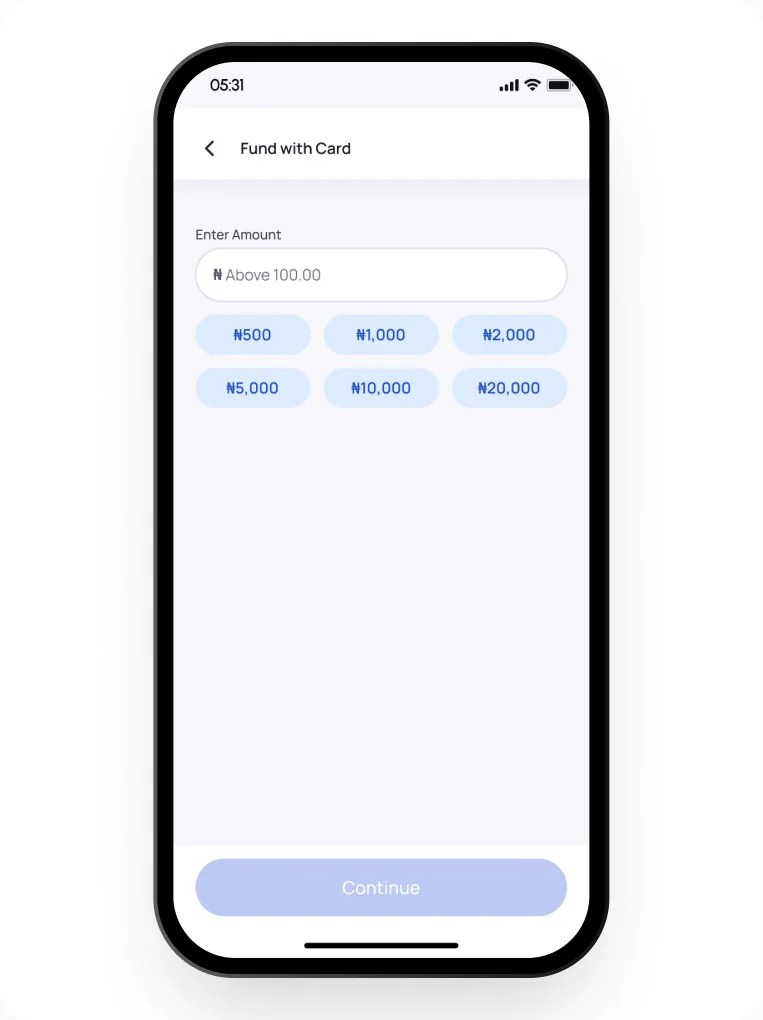 05:31
Fund with Card
Enter Amount
₦ Above 100.00
₦500 ₦1,000 ₦2,000
₦5,000 ₦10,000 ₦20,000
Continue